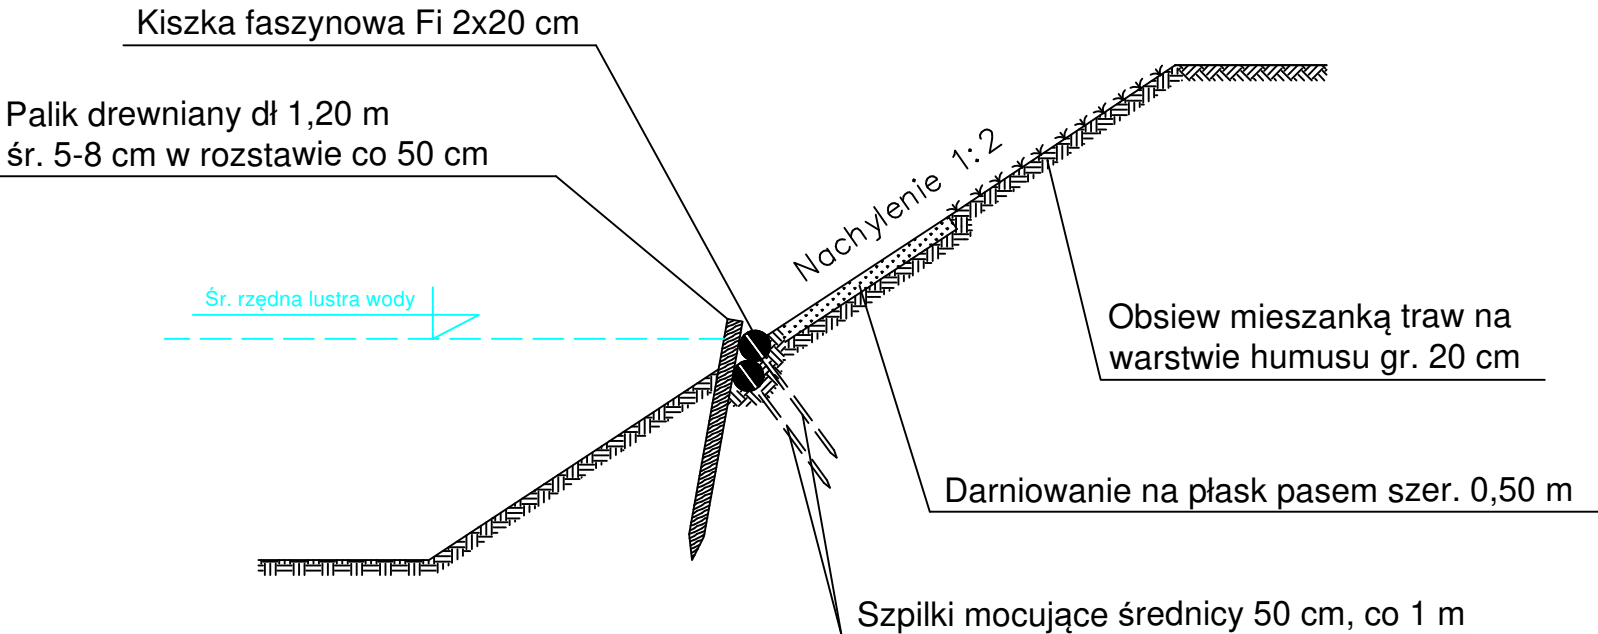 Kiszka faszynowa Fi 2x20 cm
Palik drewniany dł 1,20 m
śr. 5-8 cm w rozstawie co 50 cm
Nachylenie 1:2
Śr. rzędna lustra wody
Obsiew mieszanką traw na
warstwie humusu gr. 20 cm
Darniowanie na płask pasem szer. 0,50 m
Szpilki mocujące średnicy 50 cm, co 1 m